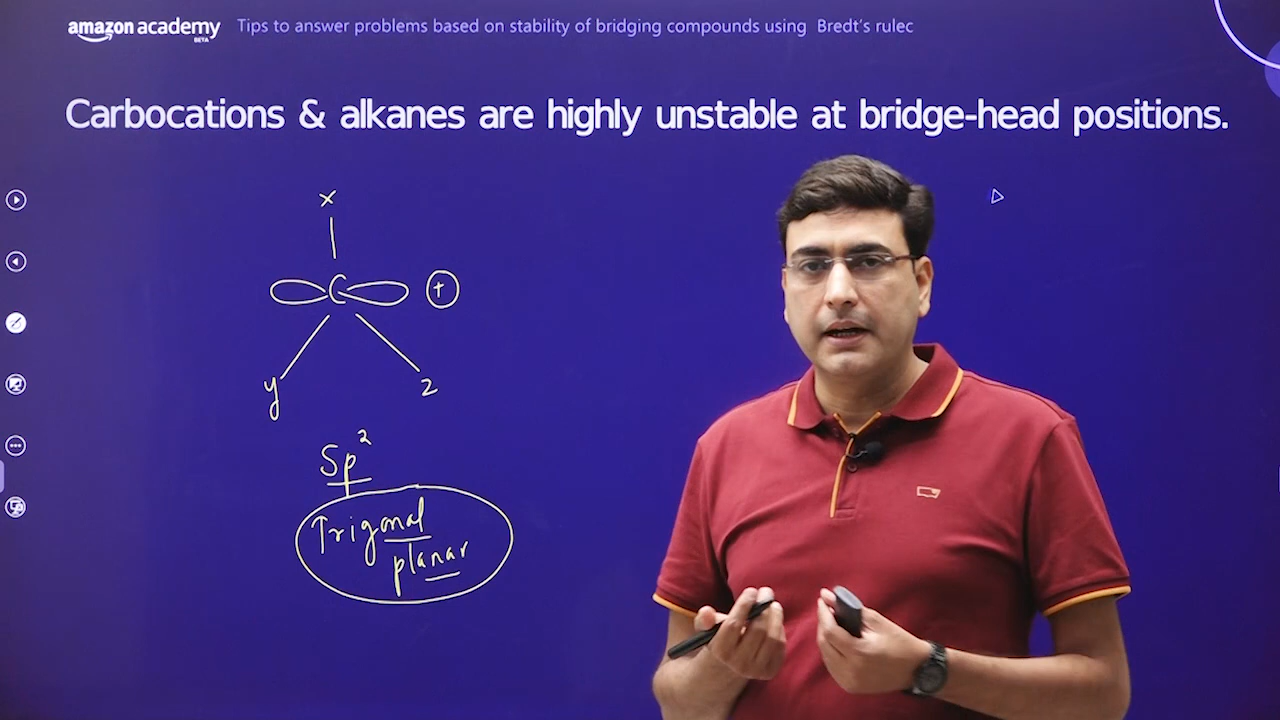 amazon academy
BETA
Tips to answer problems based on stability of bridging compounds using Bredt's rulec
Carbocations & alkanes are highly unstable at bridge-head positions.
x
C +
y z
Sp²
Trigonal
planar